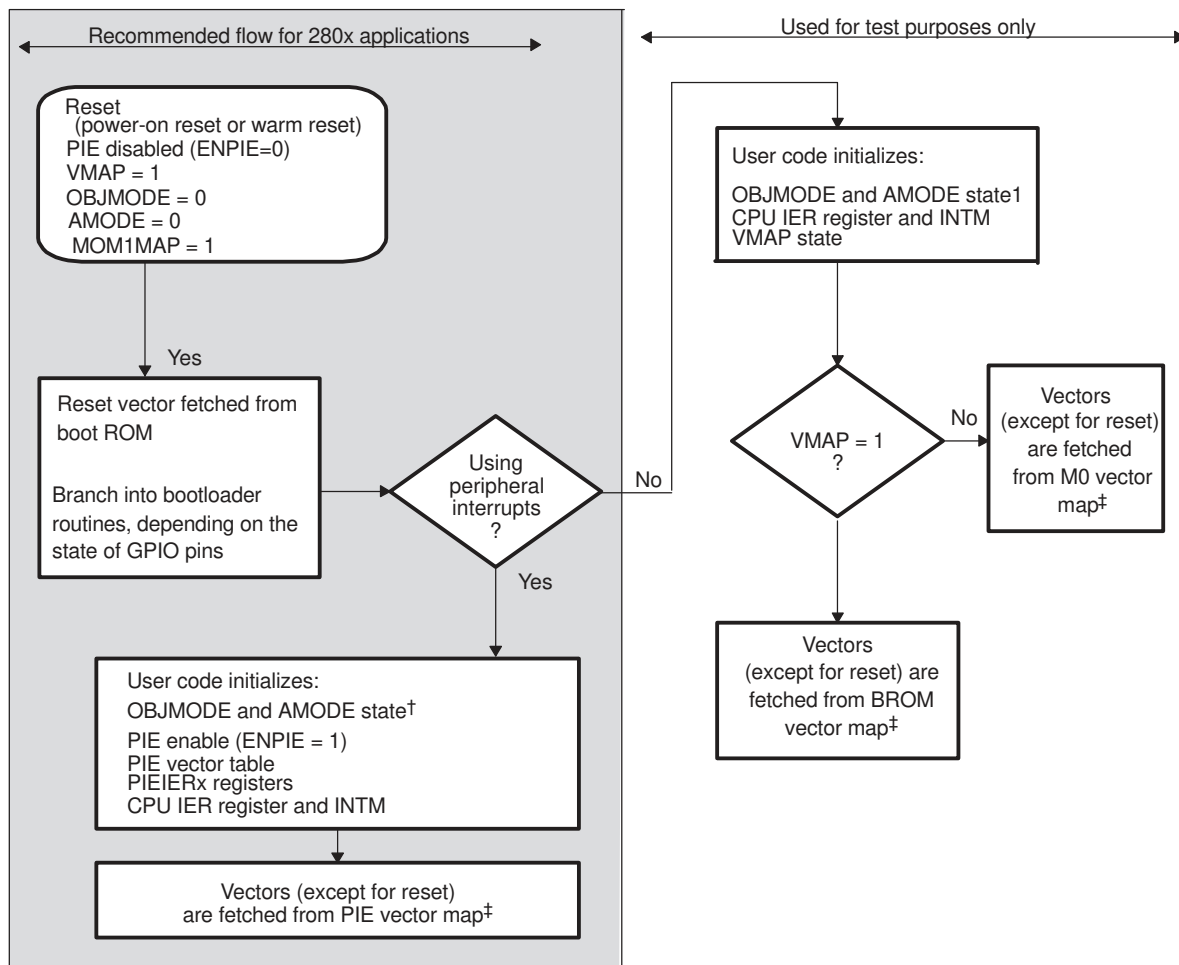 Recommended flow for 280x applications
Used for test purposes only
Reset
(power-on reset or warm reset)
PIE disabled (ENPIE=0)
VMAP = 1
OBJMODE = 0
AMODE = 0
MOM1MAP = 1
Yes
Reset vector fetched from
boot ROM
Branch into bootloader
routines, depending on the
state of GPIO pins
Using
peripheral
interrupts
?
No
Yes
User code initializes:
OBJMODE and AMODE state†
PIE enable (ENPIE = 1)
PIE vector table
PIEIERx registers
CPU IER register and INTM
Vectors (except for reset)
are fetched from PIE vector map‡
User code initializes:
OBJMODE and AMODE state1
CPU IER register and INTM
VMAP state
VMAP = 1
?
No
Vectors
(except for reset)
are fetched
from M0 vector
map‡
Vectors
(except for reset) are
fetched from BROM
vector map‡